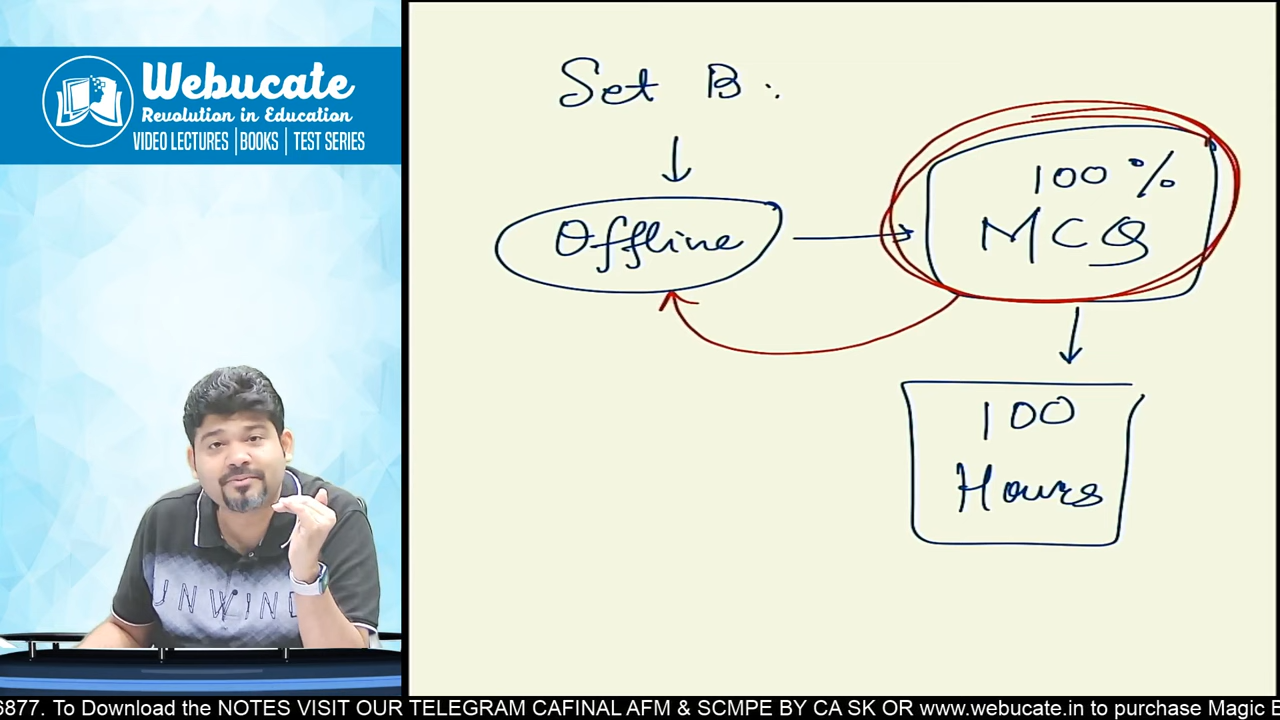 Webucate
Revolution in Education
VIDEO LECTURES | BOOKS | TEST SERIES
Set B :
Offline
100 %
MCQ
100
Hours
UNWIND
6877. To Download the NOTES VISIT OUR TELEGRAM CAFINAL AFM & SCMPE BY CA SK OR www.webucate.in to purchase Magic E